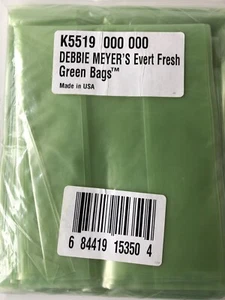 K5519 000 000
DEBBIE MEYER'S Evert Fresh
Green Bags™
Made in USA
6 84419 15350 4